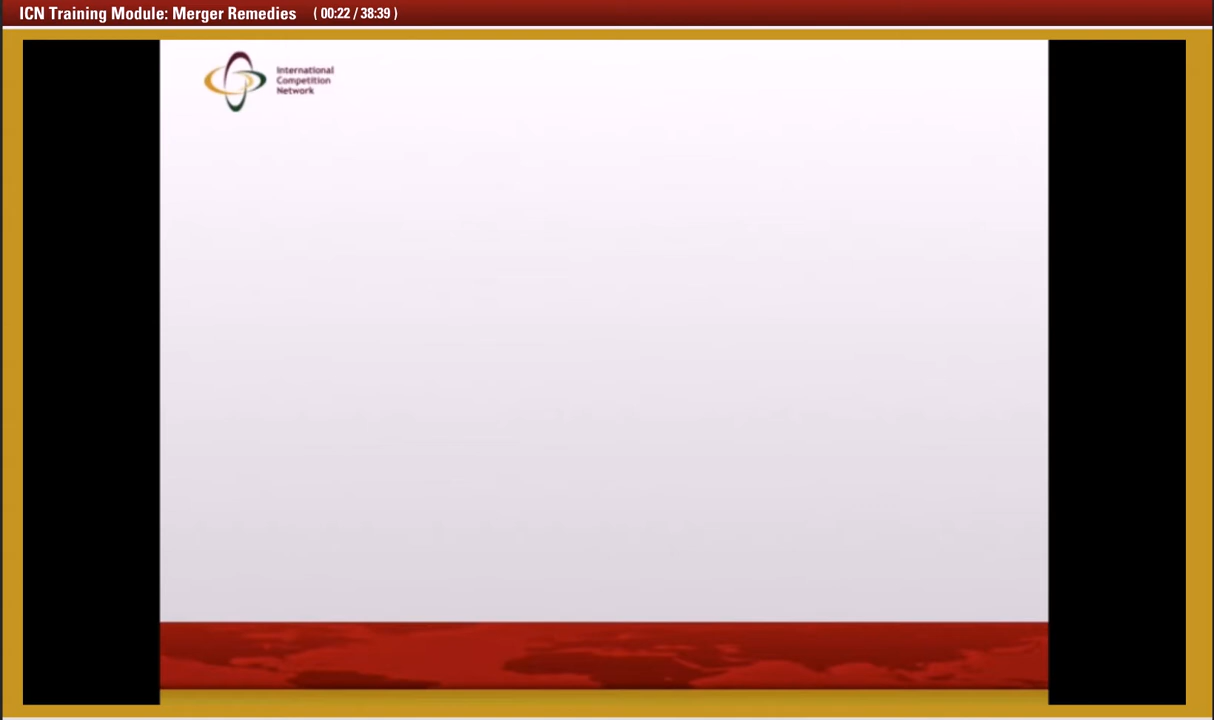 ICN Training Module: Merger Remedies ( 00:22 / 38:39 )
International
Competition
Network